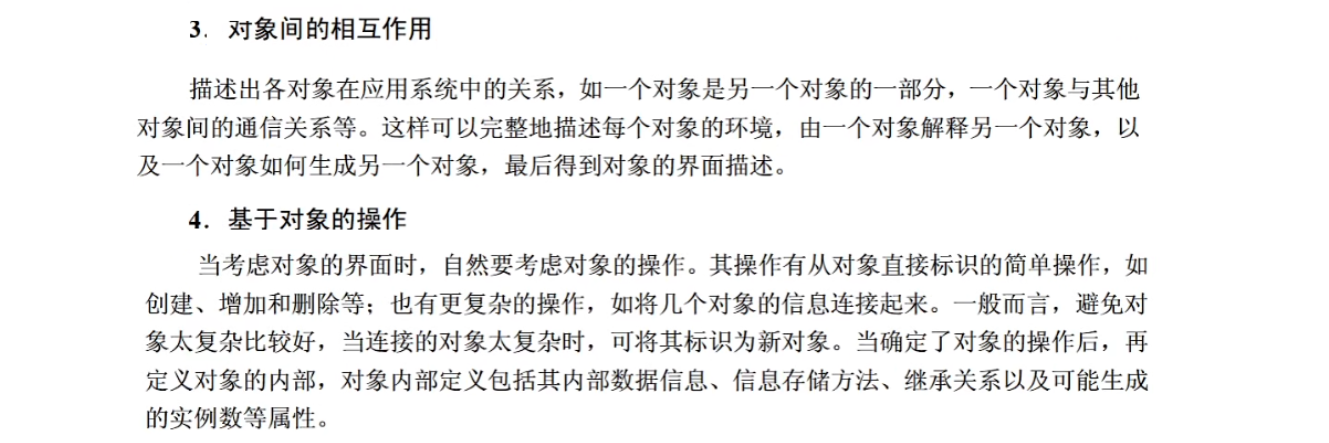 3．对象间的相互作用
描述出各对象在应用系统中的关系，如一个对象是另一个对象的一部分，一个对象与其他
对象间的通信关系等。这样可以完整地描述每个对象的环境，由一个对象解释另一个对象，以
及一个对象如何生成另一个对象，最后得到对象的界面描述。
4．基于对象的操作
当考虑对象的界面时，自然要考虑对象的操作。其操作有从对象直接标识的简单操作，如
创建、增加和删除等；也有更复杂的操作，如将几个对象的信息连接起来。一般而言，避免对
象太复杂比较好，当连接的对象太复杂时，可将其标识为新对象。当确定了对象的操作后，再
定义对象的内部，对象内部定义包括其内部数据信息、信息存储方法、继承关系以及可能生成
的实例数等属性。